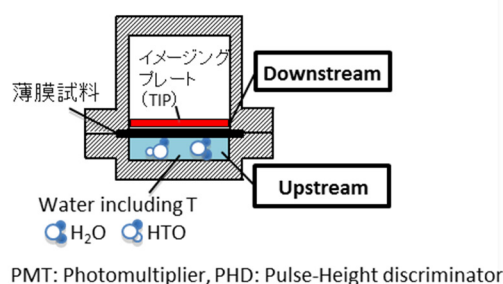 イメージング
プレート
(TIP)
Downstream
薄膜試料
Upstream
Water including T
H₂O HTO
PMT: Photomultiplier, PHD: Pulse-Height discriminator